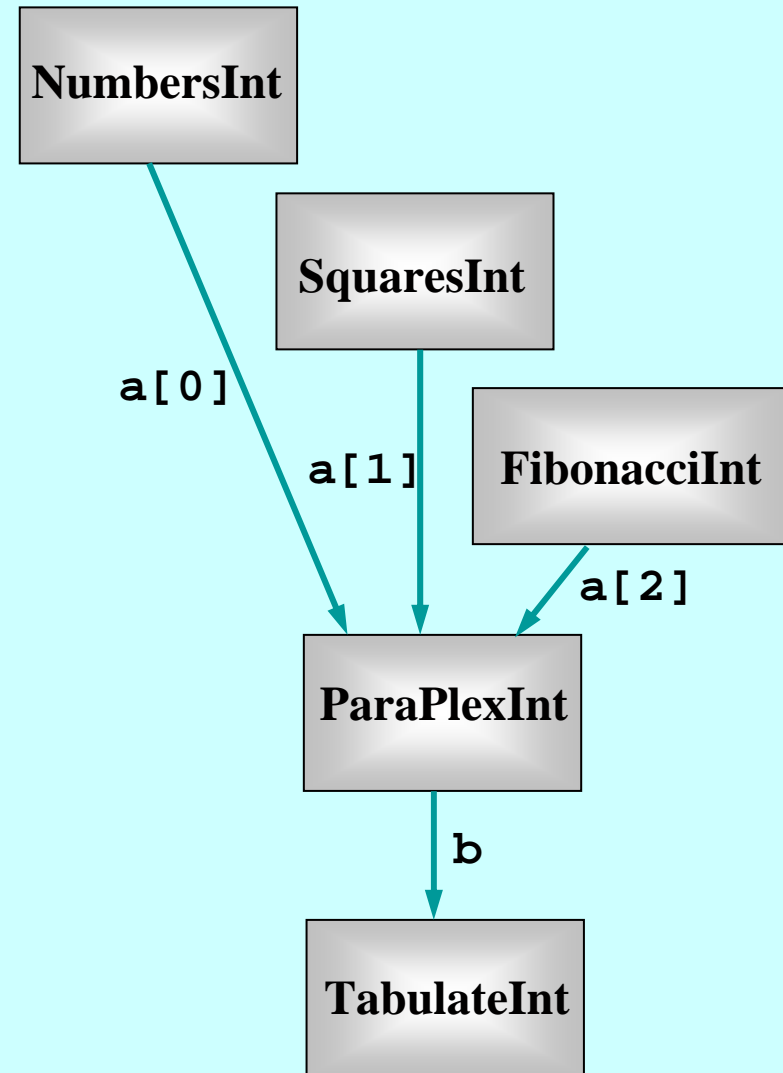 NumbersInt
SquaresInt
a[0]
FibonacciInt
a[1]
a[2]
ParaPlexInt
b
TabulateInt